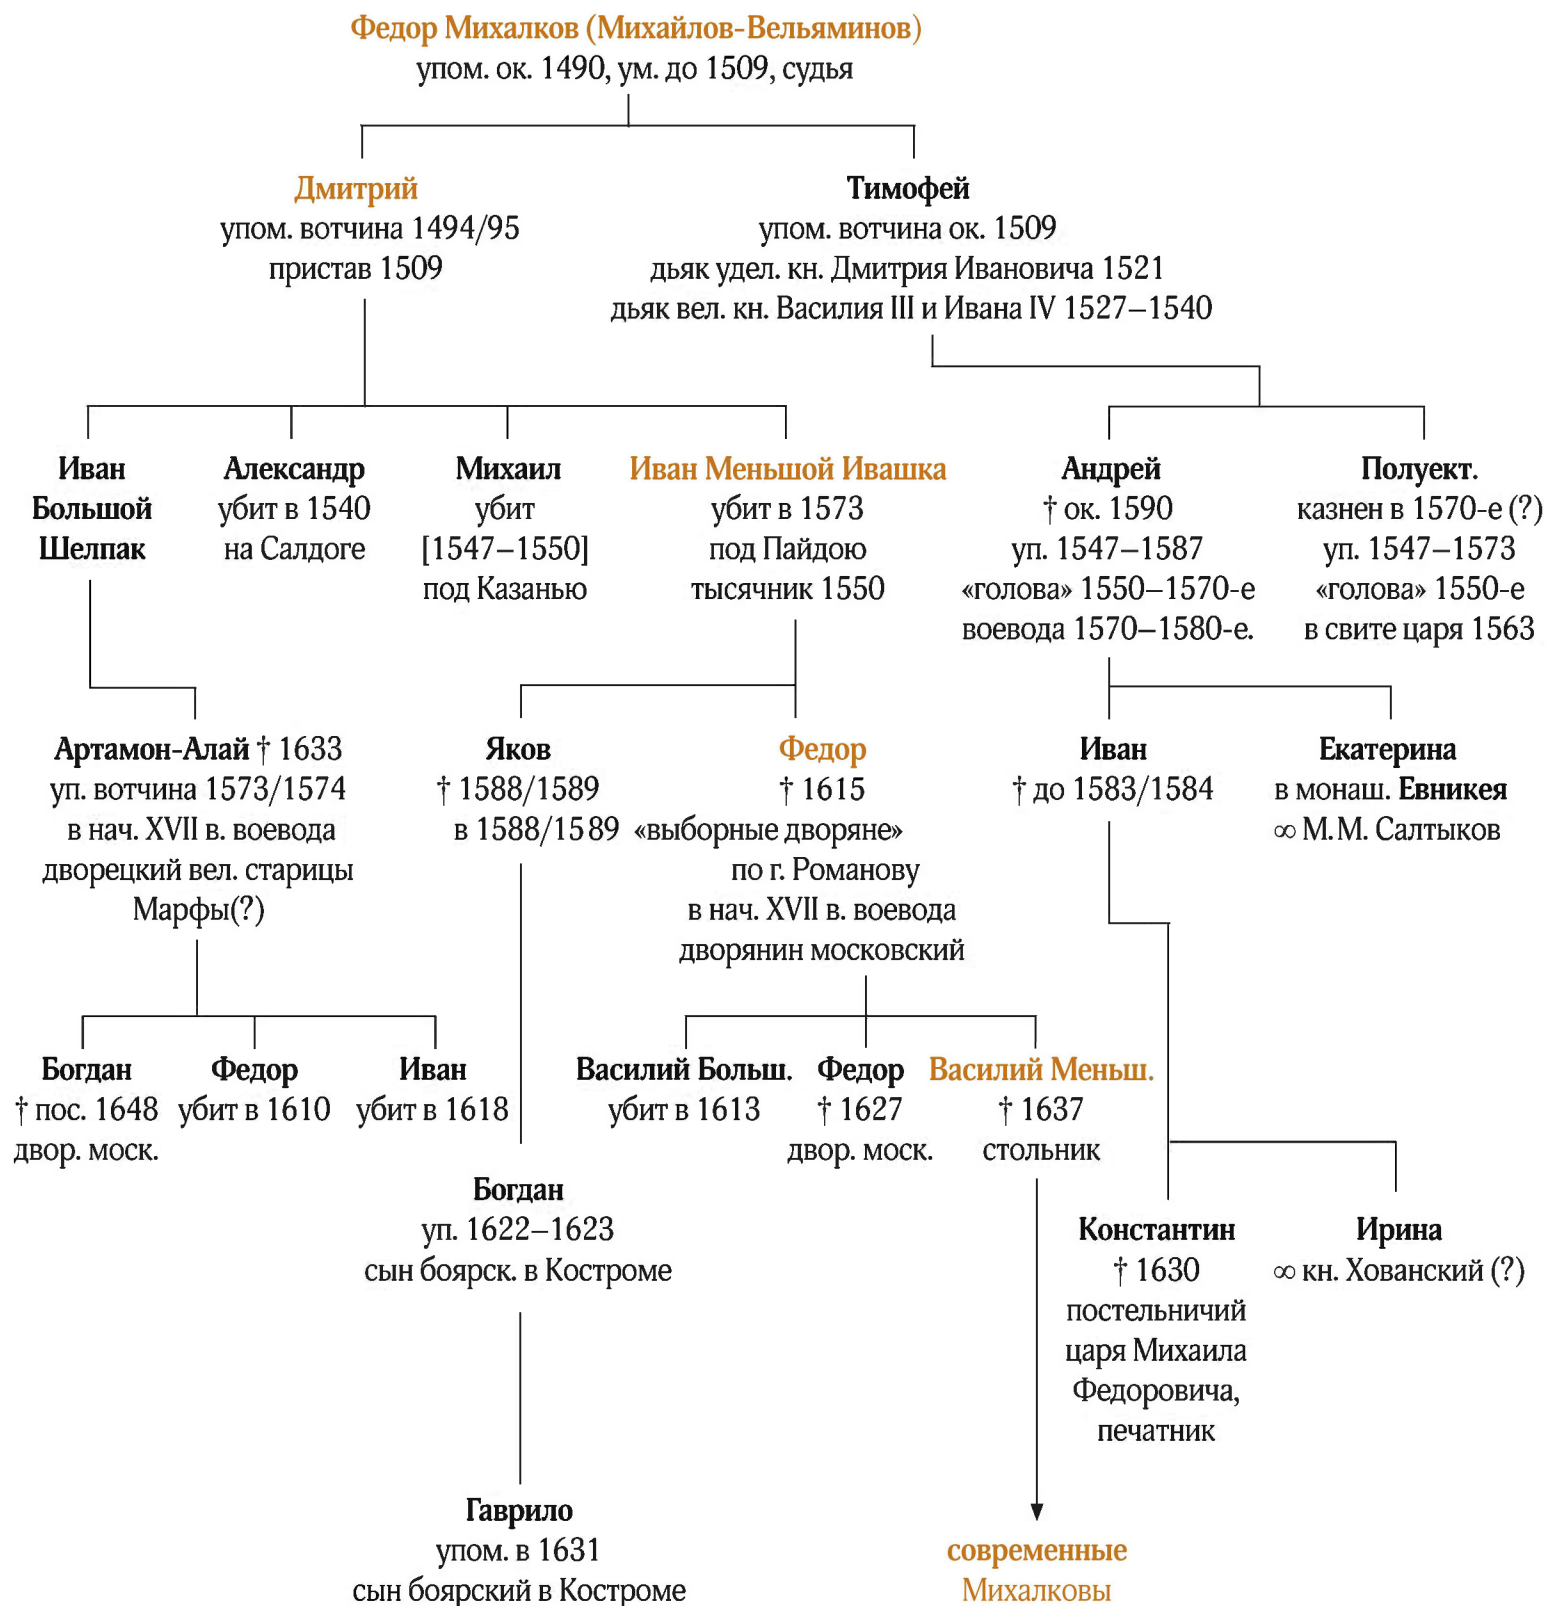 Федор Михалков (Михайлов-Вельяминов)
упом. ок. 1490, ум. до 1509, судья
Дмитрий
упом. вотчина 1494/95
пристав 1509
Тимофей
упом. вотчина ок. 1509
дьяк удел. кн. Дмитрия Ивановича 1521
дьяк вел. кн. Василия III и Ивана IV 1527–1540
Иван
Большой
Шелпак
Александр
убит в 1540
на Салдоге
Михаил
убит
[1547–1550]
под Казанью
Иван Меньшой Ивашка
убит в 1573
под Пайдою
тысячник 1550
Андрей
† ок. 1590
уп. 1547–1587
«голова» 1550–1570-е
воевода 1570–1580-е.
Полуект.
казнен в 1570-е (?)
уп. 1547–1573
«голова» 1550-е
в свите царя 1563
Артамон-Алай † 1633
уп. вотчина 1573/1574
в нач. XVII в. воевода
дворецкий вел. старицы
Марфы(?)
Яков
† 1588/1589
в 1588/1589
Федор
† 1615
«выборные дворяне»
по г. Романову
в нач. XVII в. воевода
дворянин московский
Иван
† до 1583/1584
Екатерина
в монаш. Евникея
∞ М.М. Салтыков
Богдан
† пос. 1648
двор. моск.
Федор
убит в 1610
Иван
убит в 1618
Василий Больш.
убит в 1613
Федор
† 1627
двор. моск.
Василий Меньш.
† 1637
стольник
Богдан
уп. 1622–1623
сын боярск. в Костроме
Константин
† 1630
постельничий
царя Михаила
Федоровича,
печатник
Ирина
∞ кн. Хованский (?)
Гаврило
упом. в 1631
сын боярский в Костроме
современные
Михалковы